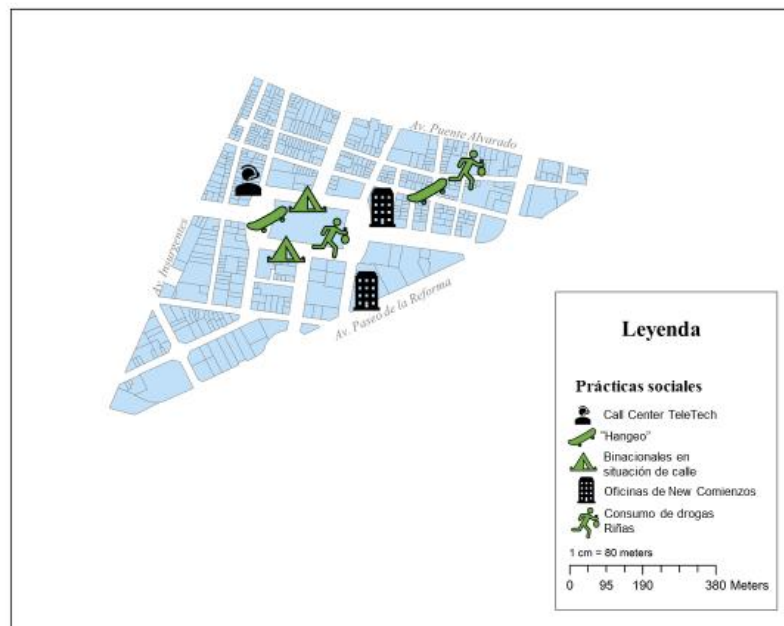 Av. Puente Alvarado
Av. Insurgentes
Av. Paseo de la Reforma
Leyenda
Prácticas sociales
Call Center TeleTech
"Hangeo"
Binacionales en
situación de calle
Oficinas de New Comienzos
Consumo de drogas
Riñas
1 cm = 80 meters
0 95 190 380 Meters